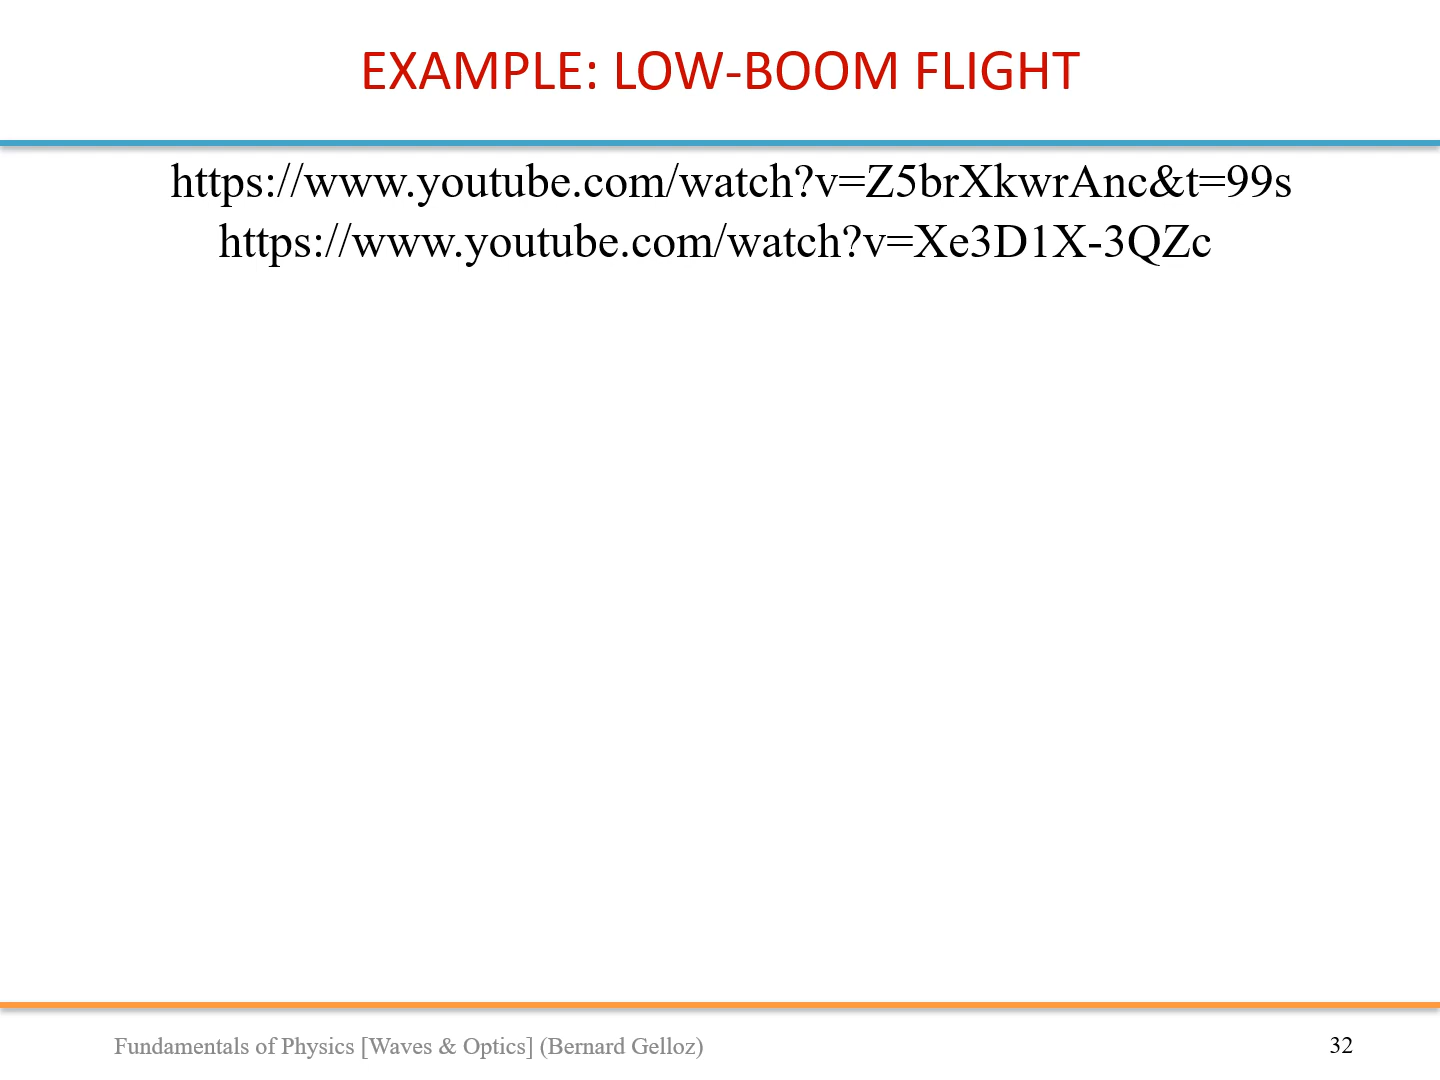 EXAMPLE: LOW-BOOM FLIGHT
https://www.youtube.com/watch?v=Z5brXkwrAnc&t=99s
https://www.youtube.com/watch?v=Xe3D1X-3QZc
Fundamentals of Physics [Waves & Optics] (Bernard Gelloz)
32